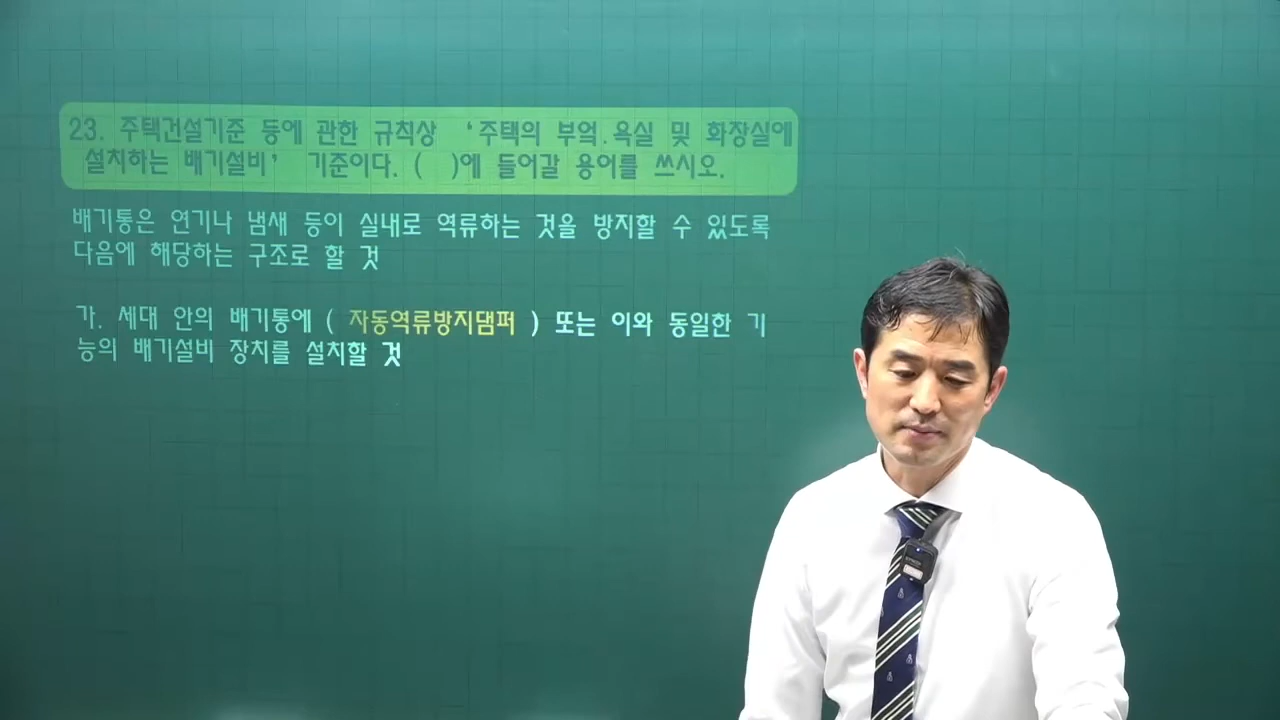 23. 주택건설기준 등에 관한 규칙상 ‘주택의 부엌.욕실 및 화장실에
설치하는 배기설비’ 기준이다. ( )에 들어갈 용어를 쓰시오.
배기통은 연기나 냄새 등이 실내로 역류하는 것을 방지할 수 있도록
다음에 해당하는 구조로 할 것
가. 세대 안의 배기통에 ( 자동역류방지댐퍼 ) 또는 이와 동일한 기
능의 배기설비 장치를 설치할 것